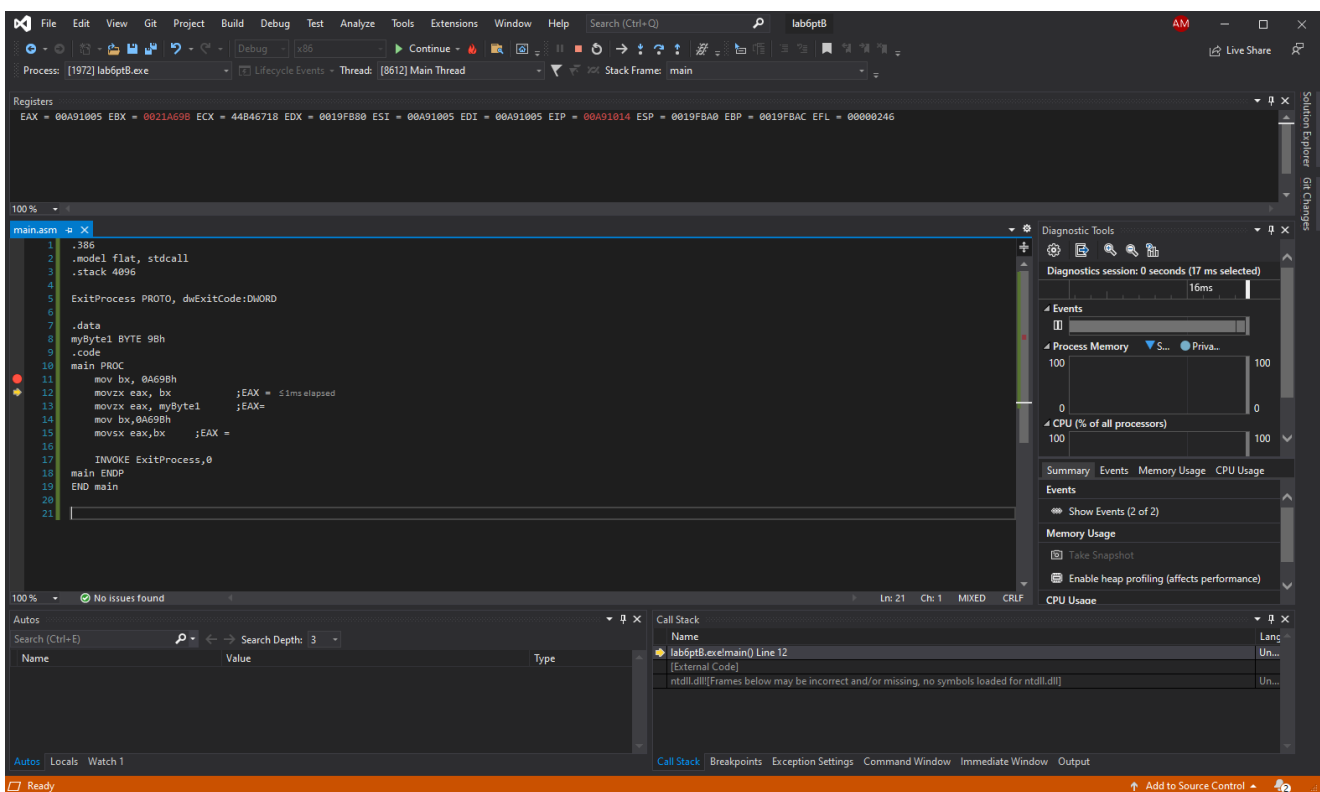 File Edit View Git Project Build Debug Test Analyze Tools Extensions Window Help Search (Ctrl+Q) lab6ptB AM
Debug x86 Continue Live Share
Process: [1972] lab6ptB.exe Lifecycle Events Thread: [8612] Main Thread Stack Frame: main
Registers
EAX = 00A91005 EBX = 0021A69B ECX = 44B46718 EDX = 0019FB80 ESI = 00A91005 EDI = 00A91005 EIP = 00A91014 ESP = 0019FBA0 EBP = 0019FBAC EFL = 00000246
100 %
Solution Explorer
Git Changes
main.asm
1 .386
2 .model flat, stdcall
3 .stack 4096
4
5 ExitProcess PROTO, dwExitCode:DWORD
6
7 .data
8 myByte1 BYTE 9Bh
9 .code
10 main PROC
11 mov bx, 0A69Bh
12 movzx eax, bx ;EAX = ≤1ms elapsed
13 movzx eax, myByte1 ;EAX=
14 mov bx,0A69Bh
15 movsx eax,bx ;EAX =
16
17 INVOKE ExitProcess,0
18 main ENDP
19 END main
20
21
100 % No issues found Ln: 21 Ch: 1 MIXED CRLF
Diagnostic Tools
Diagnostics session: 0 seconds (17 ms selected)
16ms
Events
Process Memory S... Priva...
100 100
0 0
CPU (% of all processors)
100 100
Summary Events Memory Usage CPU Usage
Events
Show Events (2 of 2)
Memory Usage
Take Snapshot
Enable heap profiling (affects performance)
CPU Usage
Autos
Search (Ctrl+E) Search Depth: 3
Name Value Type
Autos Locals Watch 1
Call Stack
Name Lang
lab6ptB.exe!main() Line 12 Un...
[External Code]
ntdll.dll![Frames below may be incorrect and/or missing, no symbols loaded for ntdll.dll] Un...
Call Stack Breakpoints Exception Settings Command Window Immediate Window Output
Ready Add to Source Control 2